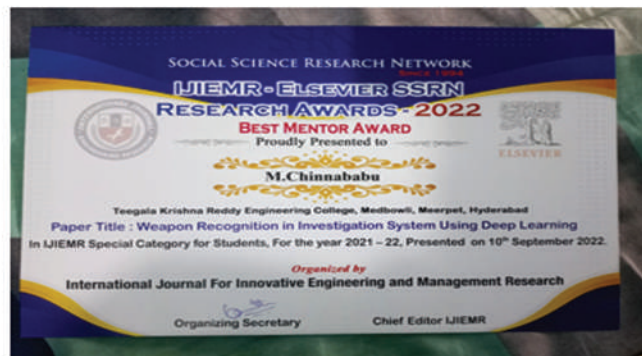 SOCIAL SCIENCE RESEARCH NETWORK
Since 1994
IJIEMR - ELSEVIER SSRN
RESEARCH AWARDS - 2022
BEST MENTOR AWARD
Proudly Presented to
ELSEVIER
M.Chinnababu
Teegala Krishna Reddy Engineering College, Medbowli, Meerpet, Hyderabad
Paper Title : Weapon Recognition in Investigation System Using Deep Learning
In IJIEMR Special Category for Students, For the year 2021 – 22, Presented on 10th September 2022.
Organized by
International Journal For Innovative Engineering and Management Research
Organizing Secretary Chief Editor IJIEMR